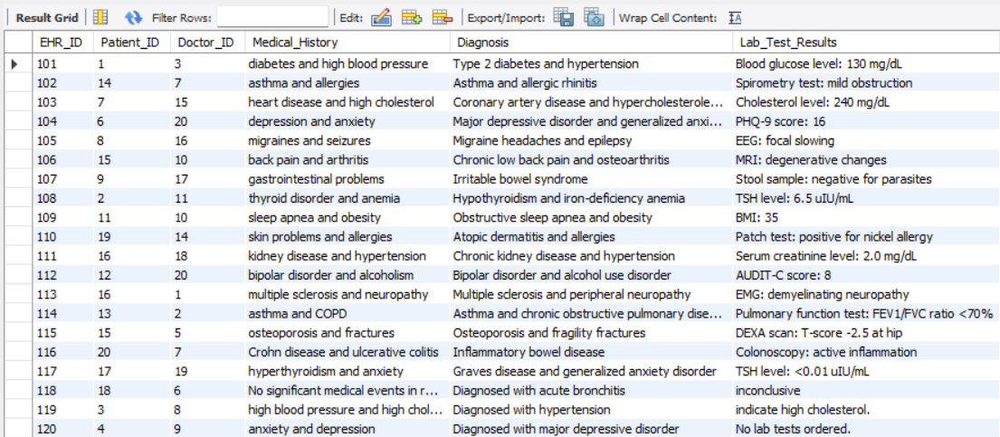 Result Grid Filter Rows: Edit: Export/Import: Wrap Cell Content: IA
EHR_ID Patient_ID Doctor_ID Medical_History Diagnosis Lab_Test_Results
101 1 3 diabetes and high blood pressure Type 2 diabetes and hypertension Blood glucose level: 130 mg/dL
102 14 7 asthma and allergies Asthma and allergic rhinitis Spirometry test: mild obstruction
103 7 15 heart disease and high cholesterol Coronary artery disease and hypercholesterole... Cholesterol level: 240 mg/dL
104 6 20 depression and anxiety Major depressive disorder and generalized anxi... PHQ-9 score: 16
105 8 16 migraines and seizures Migraine headaches and epilepsy EEG: focal slowing
106 15 10 back pain and arthritis Chronic low back pain and osteoarthritis MRI: degenerative changes
107 9 17 gastrointestinal problems Irritable bowel syndrome Stool sample: negative for parasites
108 2 11 thyroid disorder and anemia Hypothyroidism and iron-deficiency anemia TSH level: 6.5 uIU/mL
109 11 10 sleep apnea and obesity Obstructive sleep apnea and obesity BMI: 35
110 19 14 skin problems and allergies Atopic dermatitis and allergies Patch test: positive for nickel allergy
111 16 18 kidney disease and hypertension Chronic kidney disease and hypertension Serum creatinine level: 2.0 mg/dL
112 12 20 bipolar disorder and alcoholism Bipolar disorder and alcohol use disorder AUDIT-C score: 8
113 16 1 multiple sclerosis and neuropathy Multiple sclerosis and peripheral neuropathy EMG: demyelinating neuropathy
114 13 2 asthma and COPD Asthma and chronic obstructive pulmonary dise... Pulmonary function test: FEV1/FVC ratio <70%
115 15 5 osteoporosis and fractures Osteoporosis and fragility fractures DEXA scan: T-score -2.5 at hip
116 20 7 Crohn disease and ulcerative colitis Inflammatory bowel disease Colonoscopy: active inflammation
117 17 19 hyperthyroidism and anxiety Graves disease and generalized anxiety disorder TSH level: <0.01 uIU/mL
118 18 6 No significant medical events in r... Diagnosed with acute bronchitis inconclusive
119 3 8 high blood pressure and high chol... Diagnosed with hypertension indicate high cholesterol.
120 4 9 anxiety and depression Diagnosed with major depressive disorder No lab tests ordered.